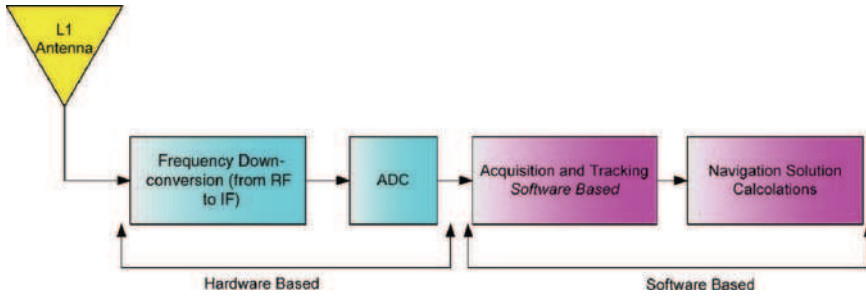 L1
Antenna
Frequency Down-
conversion (from RF
to IF)
ADC
Acquisition and Tracking
Software Based
Navigation Solution
Calcolations
Hardware Based
Software Based